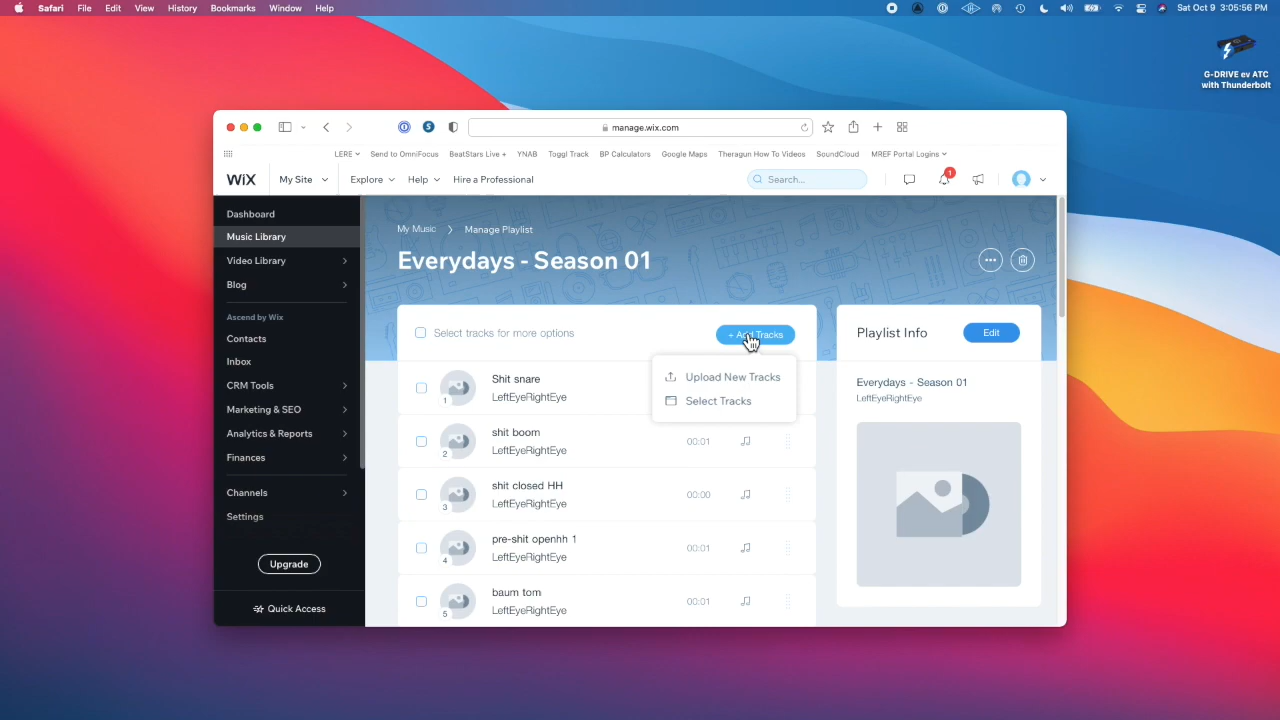 Safari File Edit View History Bookmarks Window Help
Sat Oct 9 3:05:56 PM
G-DRIVE ev ATC
with Thunderbolt
manage.wix.com
LERE Send to OmniFocus BeatStars Live + YNAB Toggl Track BP Calculators Google Maps Theragun How To Videos SoundCloud MREF Portal Logins
WiX My Site Explore Help Hire a Professional Search... 1
Dashboard
Music Library
Video Library
Blog
Ascend by Wix
Contacts
Inbox
CRM Tools
Marketing & SEO
Analytics & Reports
Finances
Channels
Settings
Upgrade
Quick Access
My Music > Manage Playlist
Everydays - Season 01
Select tracks for more options
+ Add Tracks
Upload New Tracks
Select Tracks
Shit snare
1 LeftEyeRightEye
shit boom
2 LeftEyeRightEye 00:01
shit closed HH
3 LeftEyeRightEye 00:00
pre-shit openhh 1
4 LeftEyeRightEye 00:01
baum tom
5 LeftEyeRightEye 00:01
Playlist Info Edit
Everydays - Season 01
LeftEyeRightEye